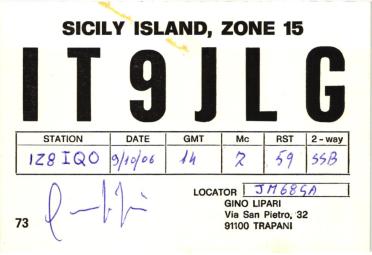 SICILY ISLAND, ZONE 15
IT9JLG
STATION DATE GMT Mc RST 2-way
IZ8IQO 9/10/06 14 7 59 SSB
LOCATOR JM68GA
GINO LIPARI
Via San Pietro, 32
73 91100 TRAPANI